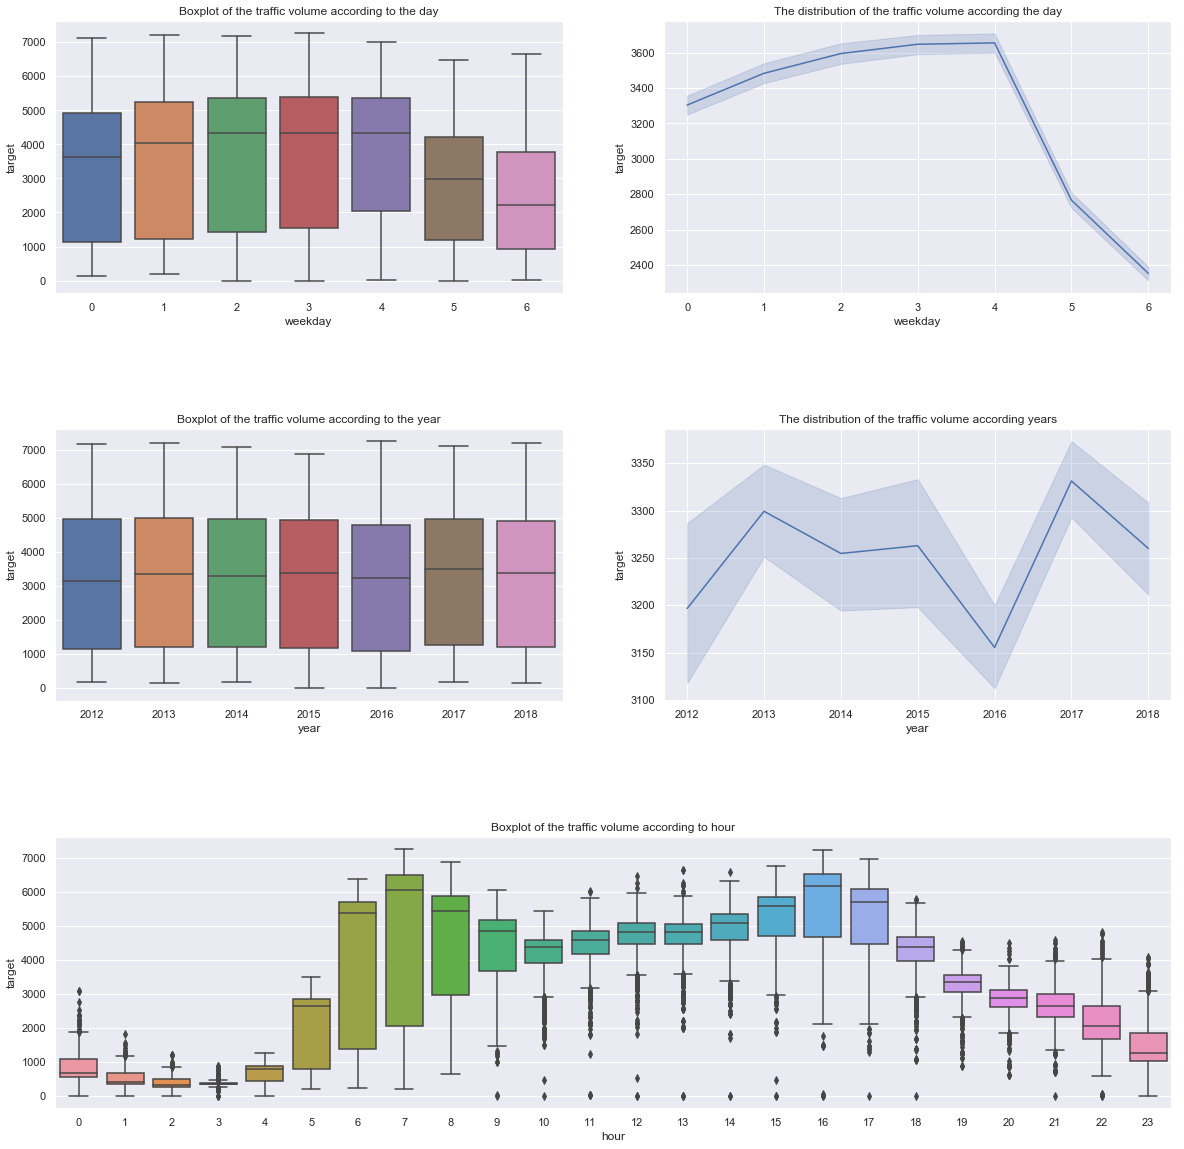 Boxplot of the traffic volume according to the day
7000
6000
5000
4000
3000
2000
1000
0
target
0 1 2 3 4 5 6
weekday
The distribution of the traffic volume according the day
3600
3400
3200
3000
2800
2600
2400
target
0 1 2 3 4 5 6
weekday
Boxplot of the traffic volume according to the year
7000
6000
5000
4000
3000
2000
1000
0
target
2012 2013 2014 2015 2016 2017 2018
year
The distribution of the traffic volume according years
3350
3300
3250
3200
3150
3100
target
2012 2013 2014 2015 2016 2017 2018
year
Boxplot of the traffic volume according to hour
7000
6000
5000
4000
3000
2000
1000
0
target
0 1 2 3 4 5 6 7 8 9 10 11 12 13 14 15 16 17 18 19 20 21 22 23
hour